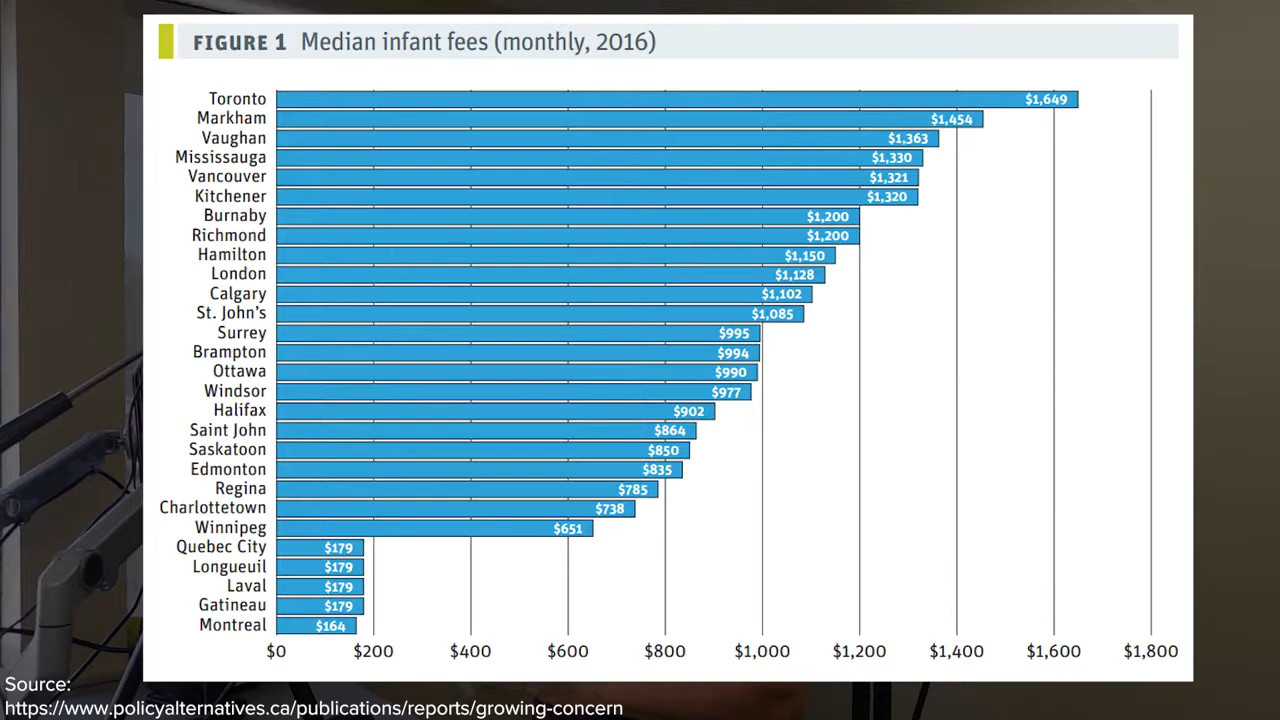 FIGURE 1 Median infant fees (monthly, 2016)
Toronto $1,649
Markham $1,454
Vaughan $1,363
Mississauga $1,330
Vancouver $1,321
Kitchener $1,320
Burnaby $1,200
Richmond $1,200
Hamilton $1,150
London $1,128
Calgary $1,102
St. John's $1,085
Surrey $995
Brampton $994
Ottawa $990
Windsor $977
Halifax $902
Saint John $864
Saskatoon $850
Edmonton $835
Regina $785
Charlottetown $738
Winnipeg $651
Quebec City $179
Longueuil $179
Laval $179
Gatineau $179
Montreal $164
$0 $200 $400 $600 $800 $1,000 $1,200 $1,400 $1,600 $1,800
Source:
https://www.policyalternatives.ca/publications/reports/growing-concern